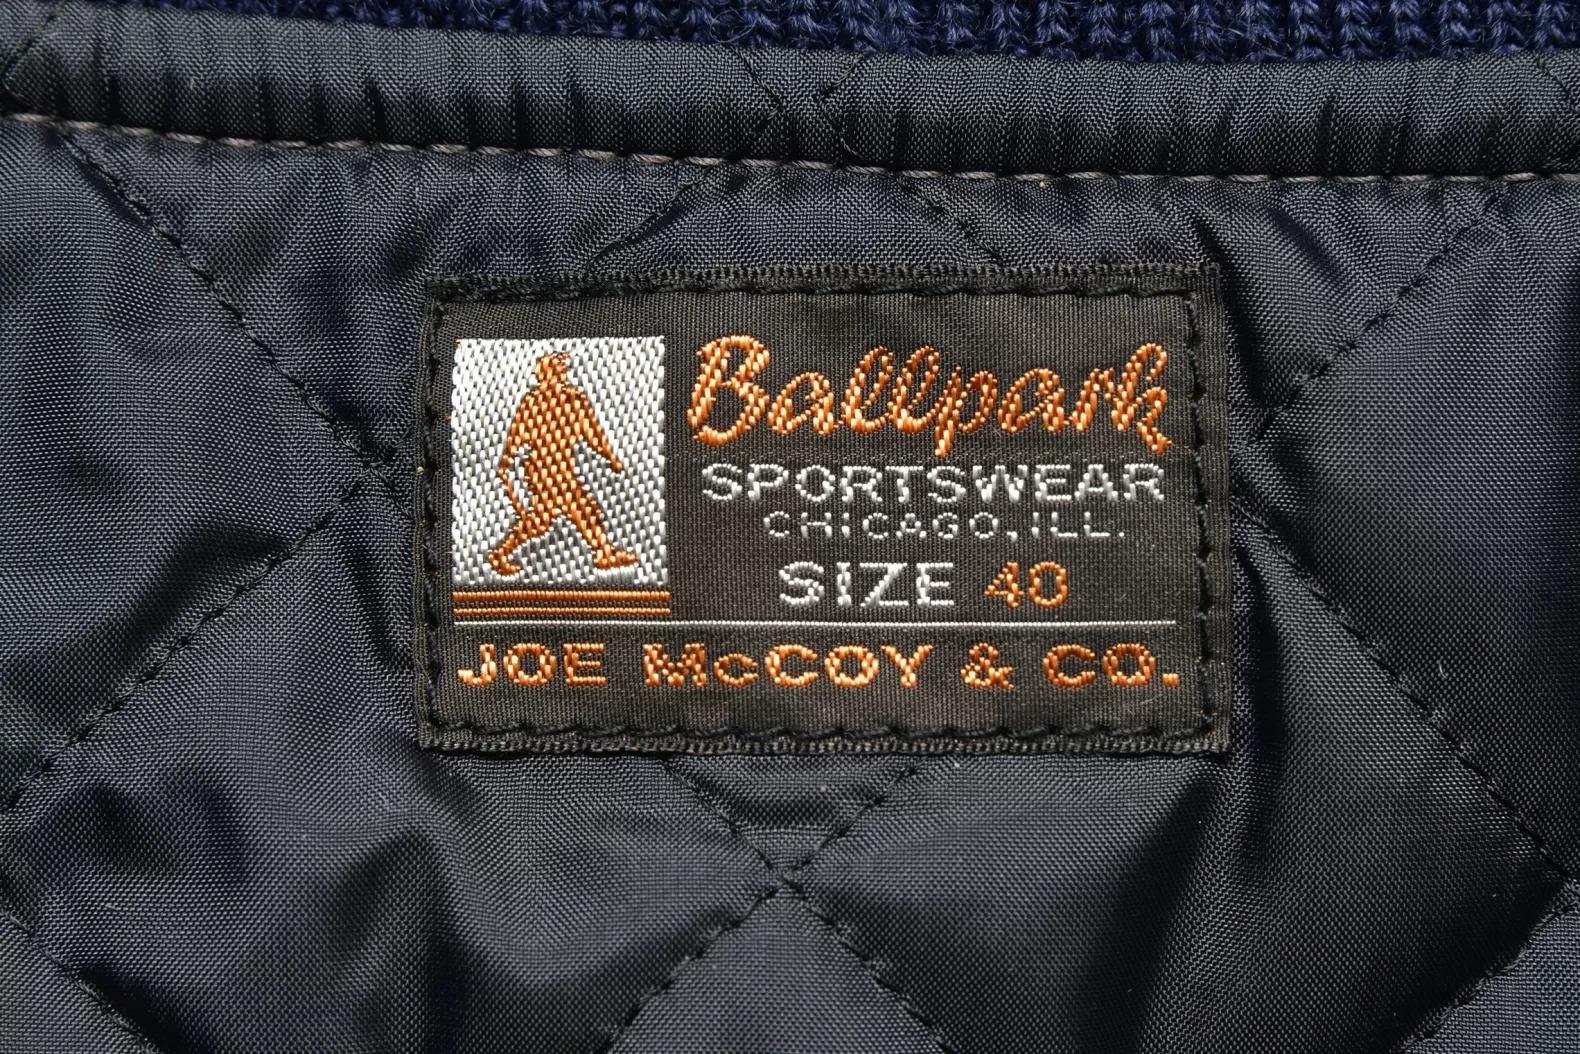 Ballpark
SPORTSWEAR
CHICAGO, ILL.
SIZE 40
JOE McCOY & CO.